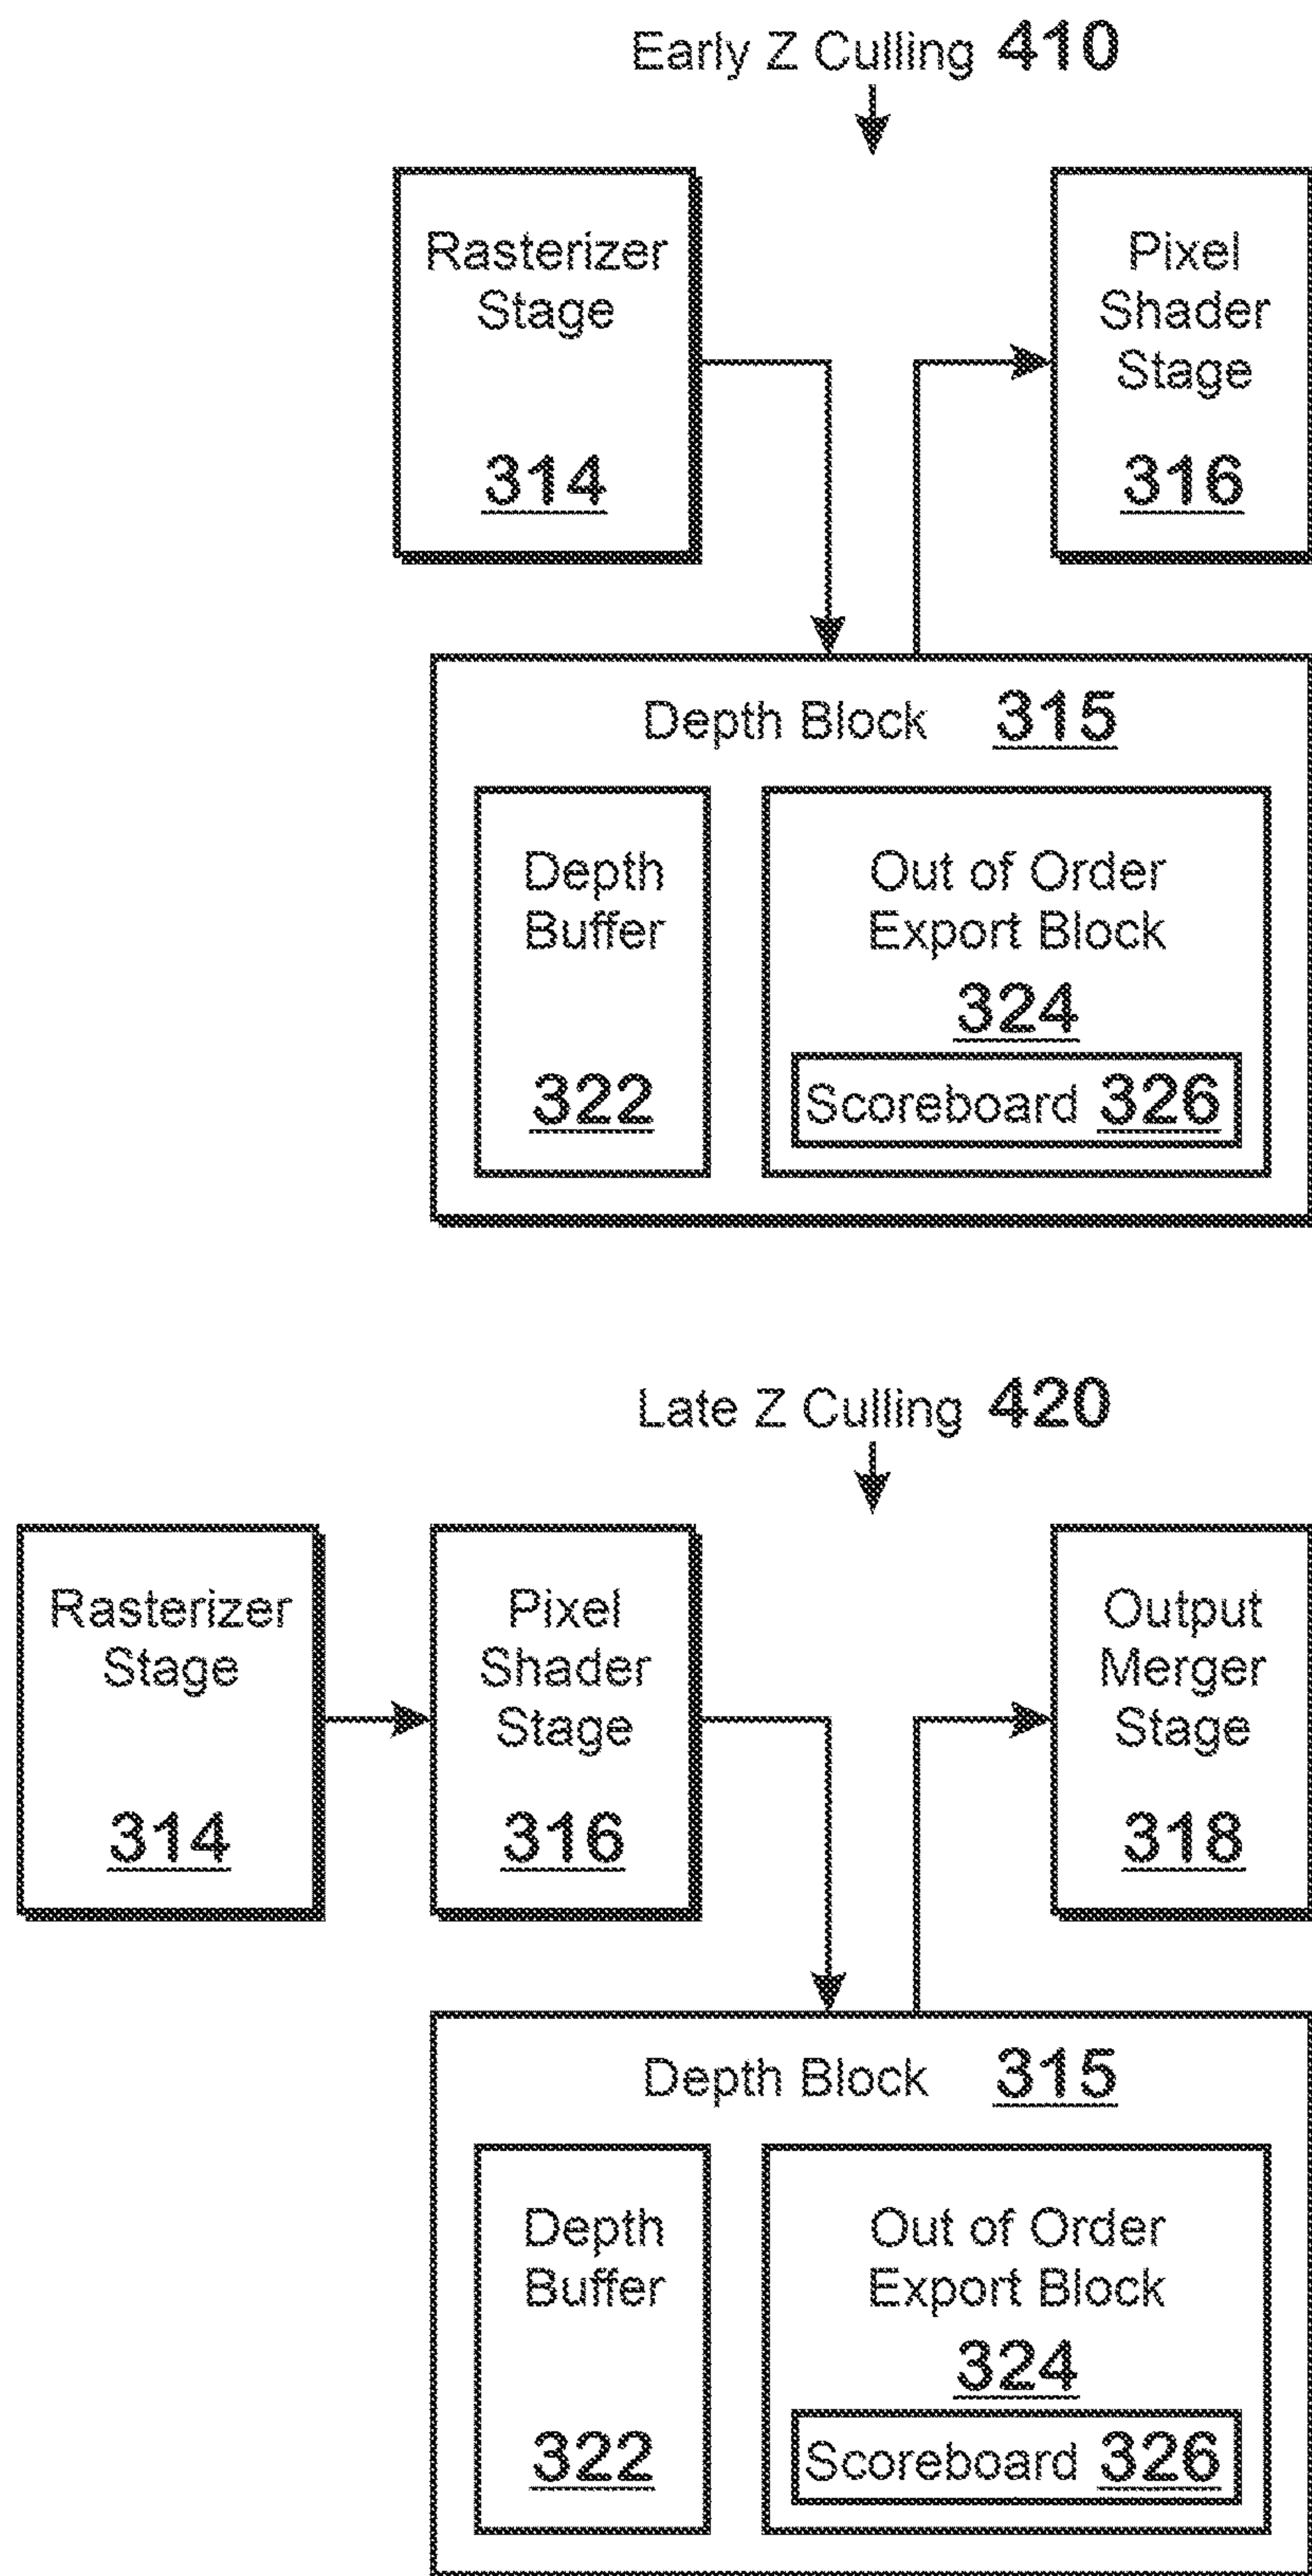 Early Z Culling 410
Rasterizer
Stage
314
Pixel
Shader
Stage
316
Depth Block 315
Depth
Buffer
322
Out of Order
Export Block
324
Scoreboard 326
Late Z Culling 420
Rasterizer
Stage
314
Pixel
Shader
Stage
316
Output
Merger
Stage
318
Depth Block 315
Depth
Buffer
322
Out of Order
Export Block
324
Scoreboard 326